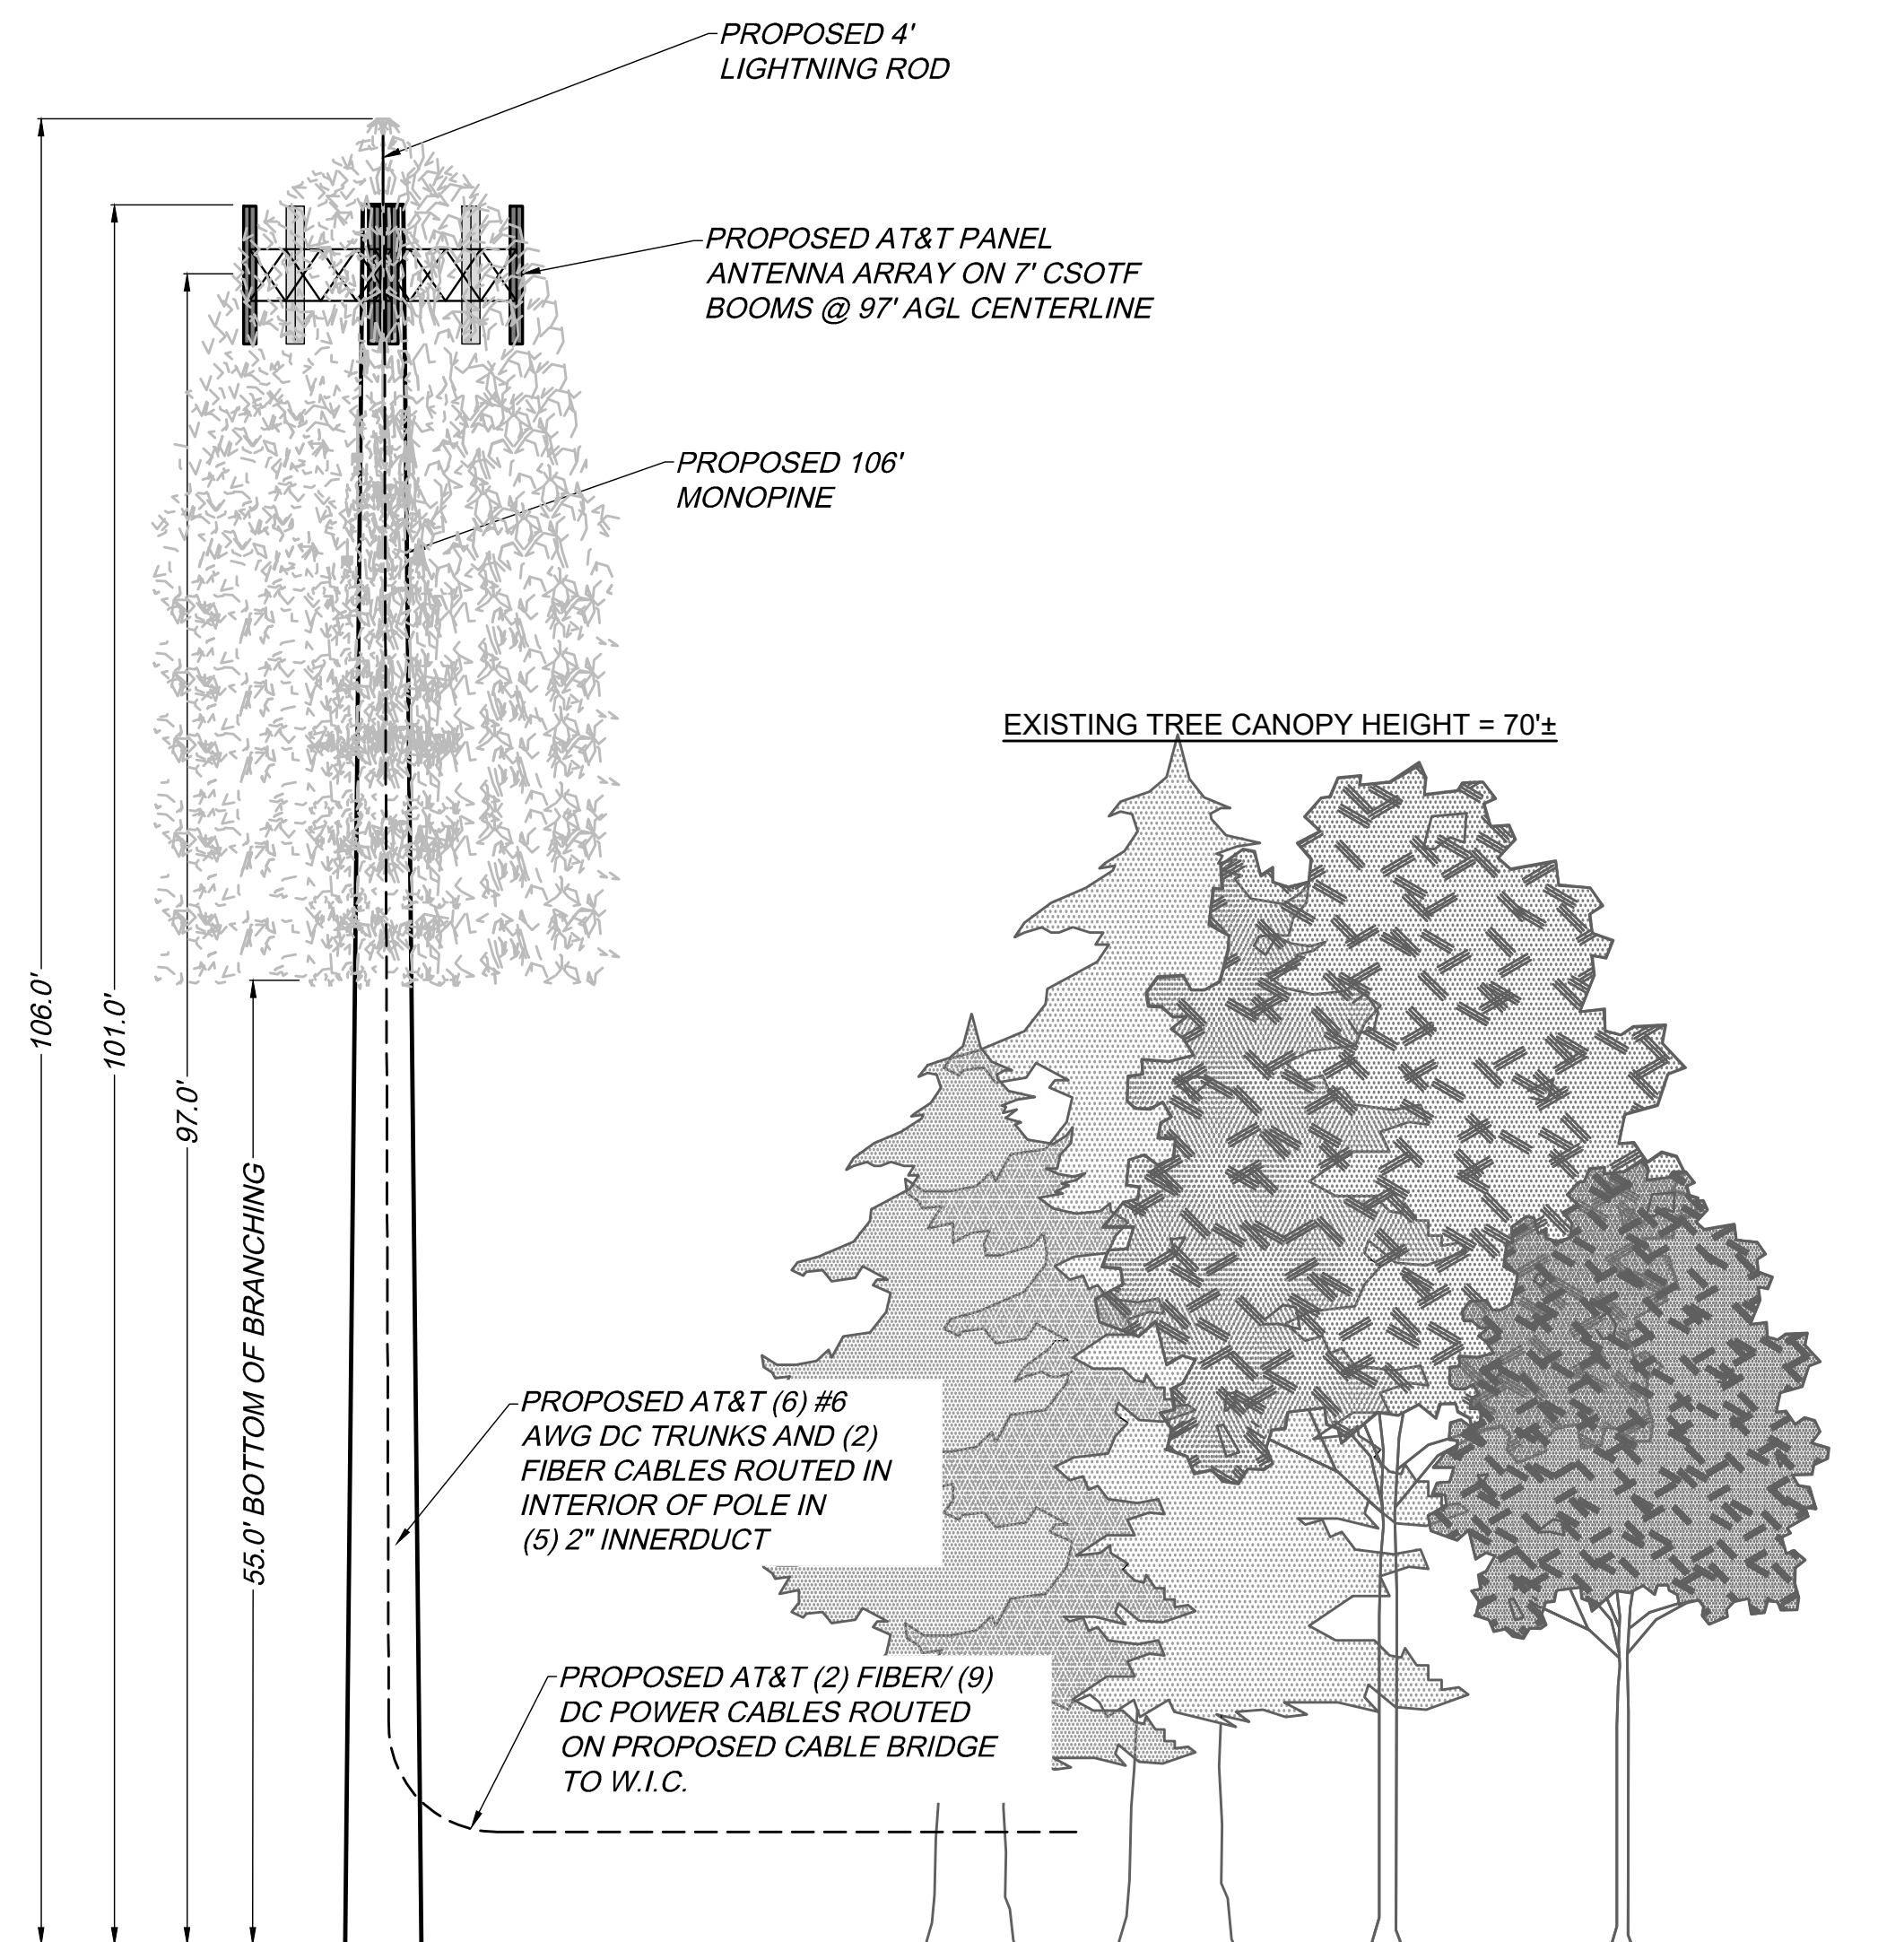 PROPOSED 4'
LIGHTNING ROD
PROPOSED AT&T PANEL
ANTENNA ARRAY ON 7' CSOTF
BOOMS @ 97' AGL CENTERLINE
PROPOSED 106'
MONOPINE
EXISTING TREE CANOPY HEIGHT = 70'±
106.0'
101.0'
97.0'
55.0' BOTTOM OF BRANCHING
PROPOSED AT&T (6) #6
AWG DC TRUNKS AND (2)
FIBER CABLES ROUTED IN
INTERIOR OF POLE IN
(5) 2" INNERDUCT
PROPOSED AT&T (2) FIBER/ (9)
DC POWER CABLES ROUTED
ON PROPOSED CABLE BRIDGE
TO W.I.C.